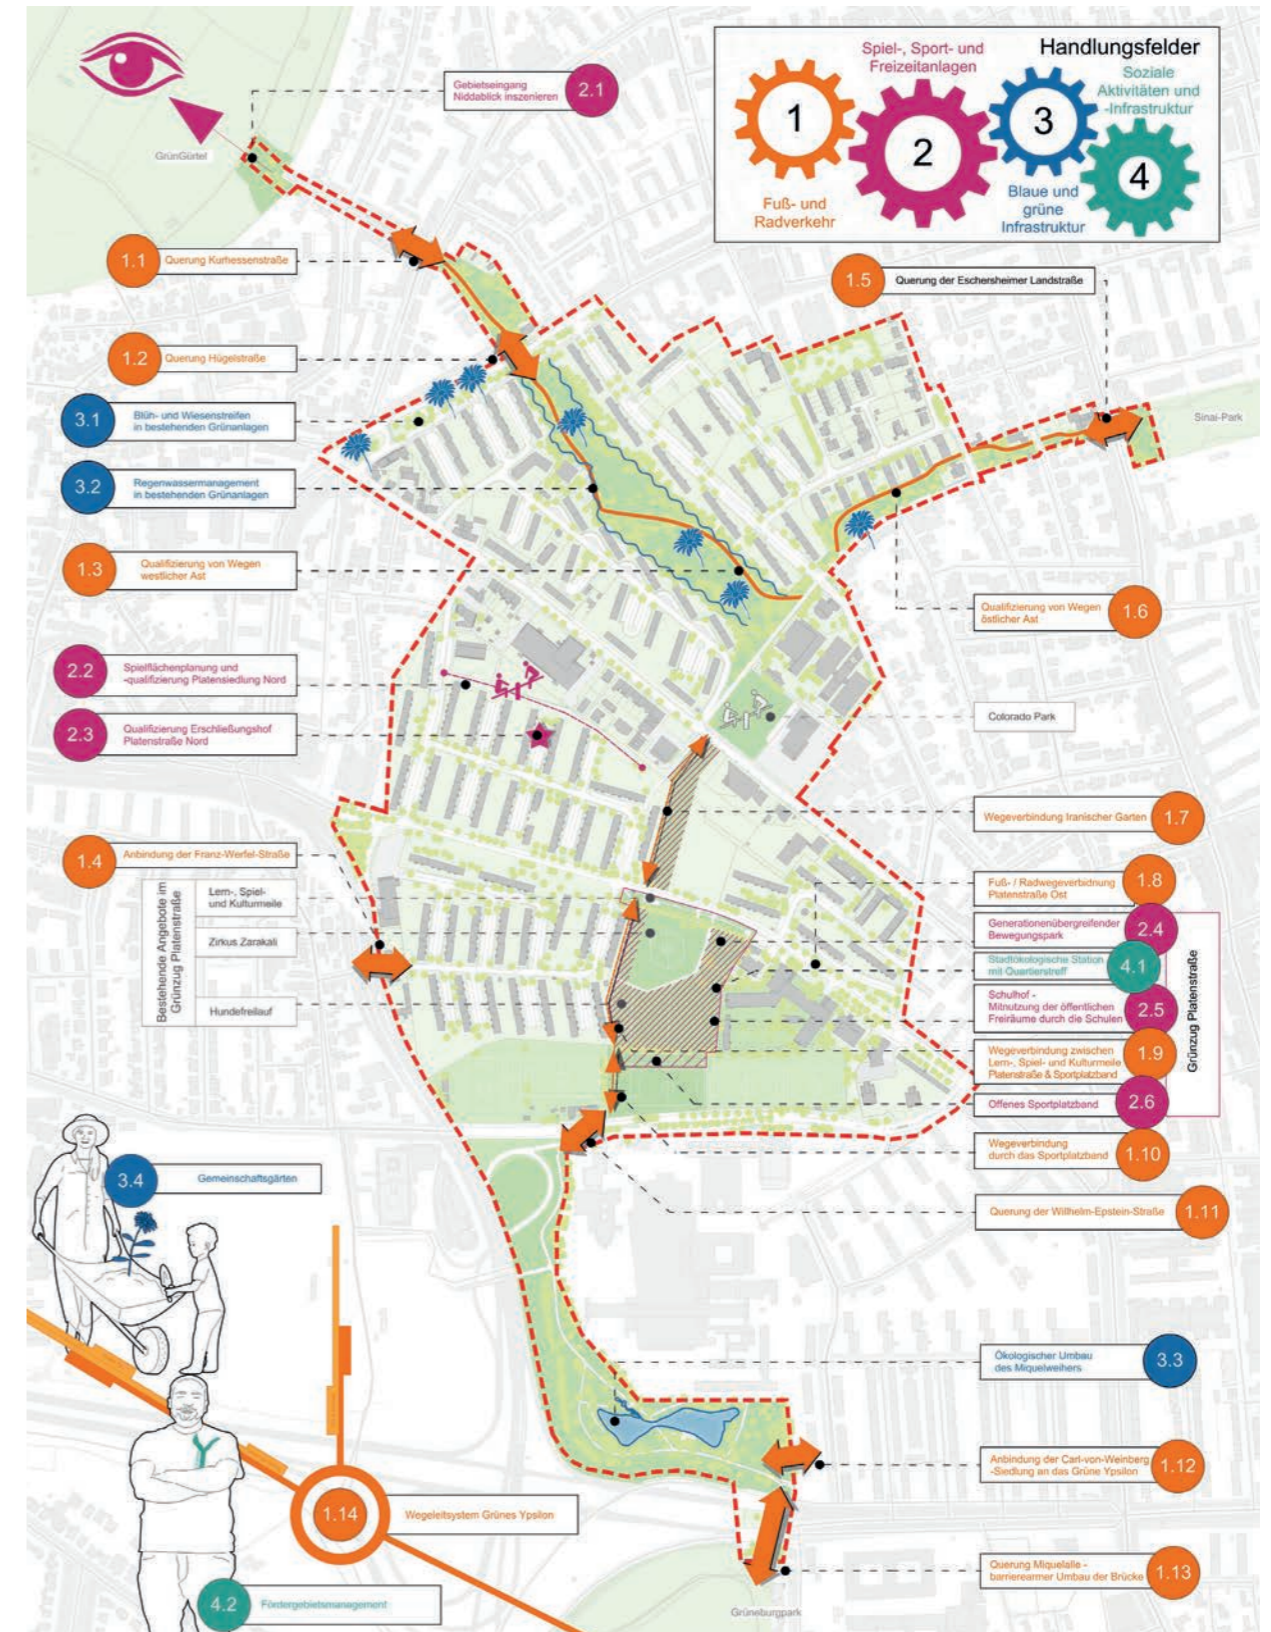 Handlungsfelder
1
Fuß- und
Radverkehr
Spiel-, Sport- und
Freizeitanlagen
2
3
Blaue und
grüne
Infrastruktur
Soziale
Aktivitäten und
-Infrastruktur
4
Gebietseingang
Niddablick inszenieren
2.1
GrünGürtel
1.1
Querung Kurhessenstraße
1.5
Querung der Eschersheimer Landstraße
1.2
Querung Hügelstraße
3.1
Blüh- und Wiesenstreifen
in bestehenden Grünanlagen
Sinai-Park
3.2
Regenwassermanagement
in bestehenden Grünanlagen
1.3
Qualifizierung von Wegen
westlicher Ast
Qualifizierung von Wegen
östlicher Ast
1.6
2.2
Spielflächenplanung und
-qualifizierung Platensiedlung Nord
Colorado Park
2.3
Qualifizierung Erschließungshof
Platenstraße Nord
Wegeverbindung Iranischer Garten
1.7
1.4
Anbindung der Franz-Werfel-Straße
Bestehende Angebote im
Grünzug Platenstraße
Lern-, Spiel-
und Kulturmeile
Zirkus Zarakali
Hundefreilauf
Fuß- / Radwegeverbidnung
Platenstraße Ost
1.8
Generationenübergreifender
Bewegungspark
2.4
Stadtökologische Station
mit Quartierstreff
4.1
Schulhof -
Mitnutzung der öffentlichen
Freiräume durch die Schulen
2.5
Wegeverbindung zwischen
Lern-, Spiel- und Kulturmeile
Platenstraße & Sportplatzband
1.9
Offenes Sportplatzband
2.6
Grünzug Platenstraße
Wegeverbindung
durch das Sportplatzband
1.10
3.4
Gemeinschaftsgärten
Querung der Willhelm-Epstein-Straße
1.11
Ökologischer Umbau
des Miquelweihers
3.3
Anbindung der Carl-von-Weinberg
-Siedlung an das Grüne Ypsilon
1.12
1.14
Wegeleitsystem Grünes Ypsilon
Querung Miquelalle -
barrierearmer Umbau der Brücke
1.13
4.2
Fördergebietsmanagement
Grüneburgpark